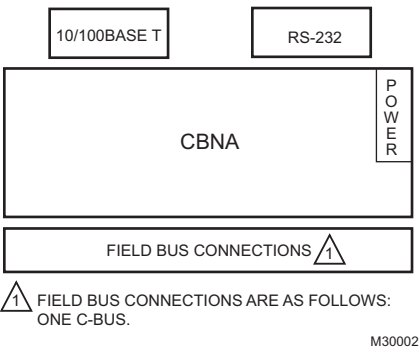 10/100BASE T
RS-232
POWER
CBNA
FIELD BUS CONNECTIONS 1
1 FIELD BUS CONNECTIONS ARE AS FOLLOWS:
ONE C-BUS.
M30002